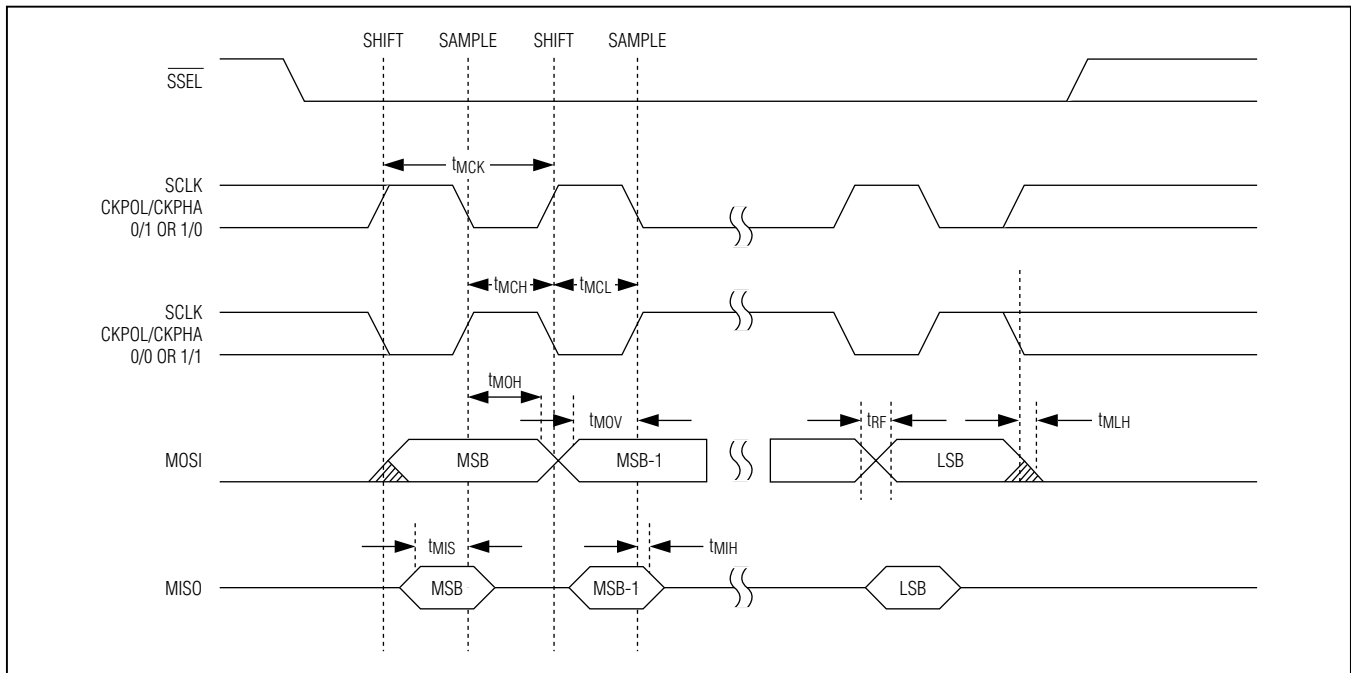 SHIFT SAMPLE SHIFT SAMPLE
SSEL
tMCK
SCLK
CKPOL/CKPHA
0/1 OR 1/0
tMCH tMCL
SCLK
CKPOL/CKPHA
0/0 OR 1/1
tMOH
tMOV tRF tMLH
MOSI MSB MSB-1 LSB
tMIS tMIH
MISO MSB MSB-1 LSB